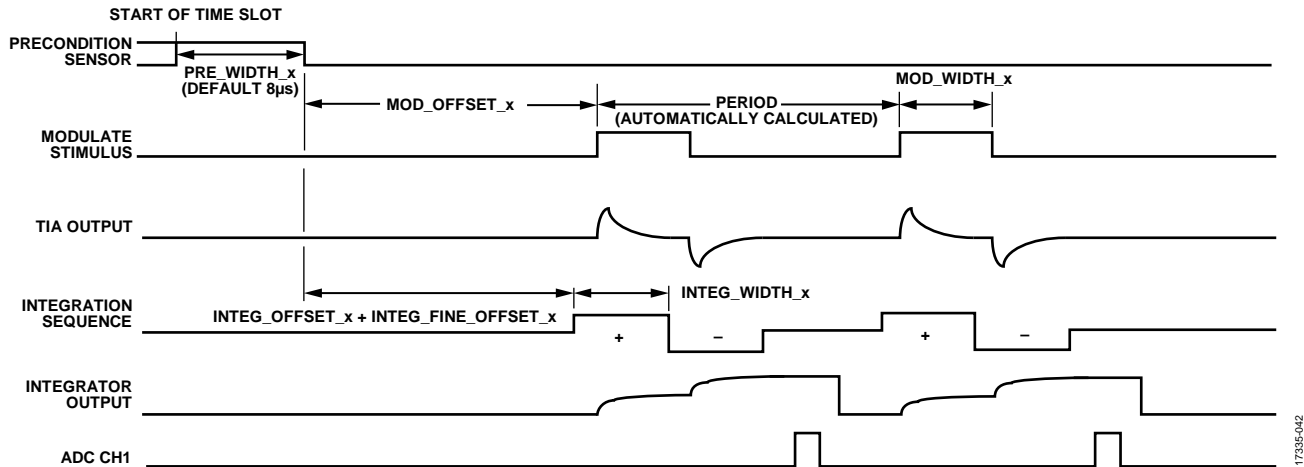 START OF TIME SLOT
PRECONDITION
SENSOR
PRE_WIDTH_x
(DEFAULT 8µs)
MOD_WIDTH_x
MOD_OFFSET_x
PERIOD
(AUTOMATICALLY CALCULATED)
MODULATE
STIMULUS
TIA OUTPUT
INTEGRATION
SEQUENCE
INTEG_OFFSET_x + INTEG_FINE_OFFSET_x
INTEG_WIDTH_x
+
–
+
–
INTEGRATOR
OUTPUT
ADC CH1
17335-042